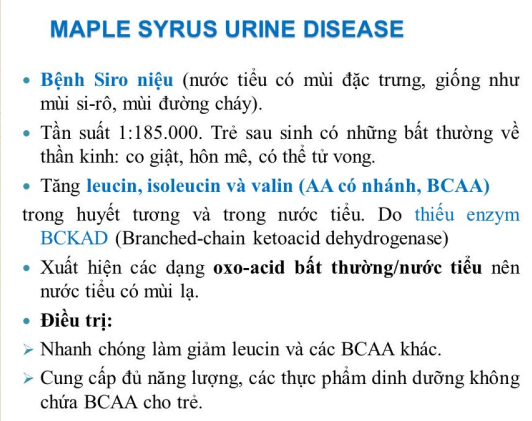 MAPLE SYRUS URINE DISEASE
• Bệnh Siro niệu (nước tiểu có mùi đặc trưng, giống như
mùi si-rô, mùi đường cháy).
• Tần suất 1:185.000. Trẻ sau sinh có những bất thường về
thần kinh: co giật, hôn mê, có thể tử vong.
• Tăng leucin, isoleucin và valin (AA có nhánh, BCAA)
trong huyết tương và trong nước tiểu. Do thiếu enzym
BCKAD (Branched-chain ketoacid dehydrogenase)
• Xuất hiện các dạng oxo-acid bất thường/nước tiểu nên
nước tiểu có mùi lạ.
• Điều trị:
➢ Nhanh chóng làm giảm leucin và các BCAA khác.
➢ Cung cấp đủ năng lượng, các thực phẩm dinh dưỡng không
chứa BCAA cho trẻ.